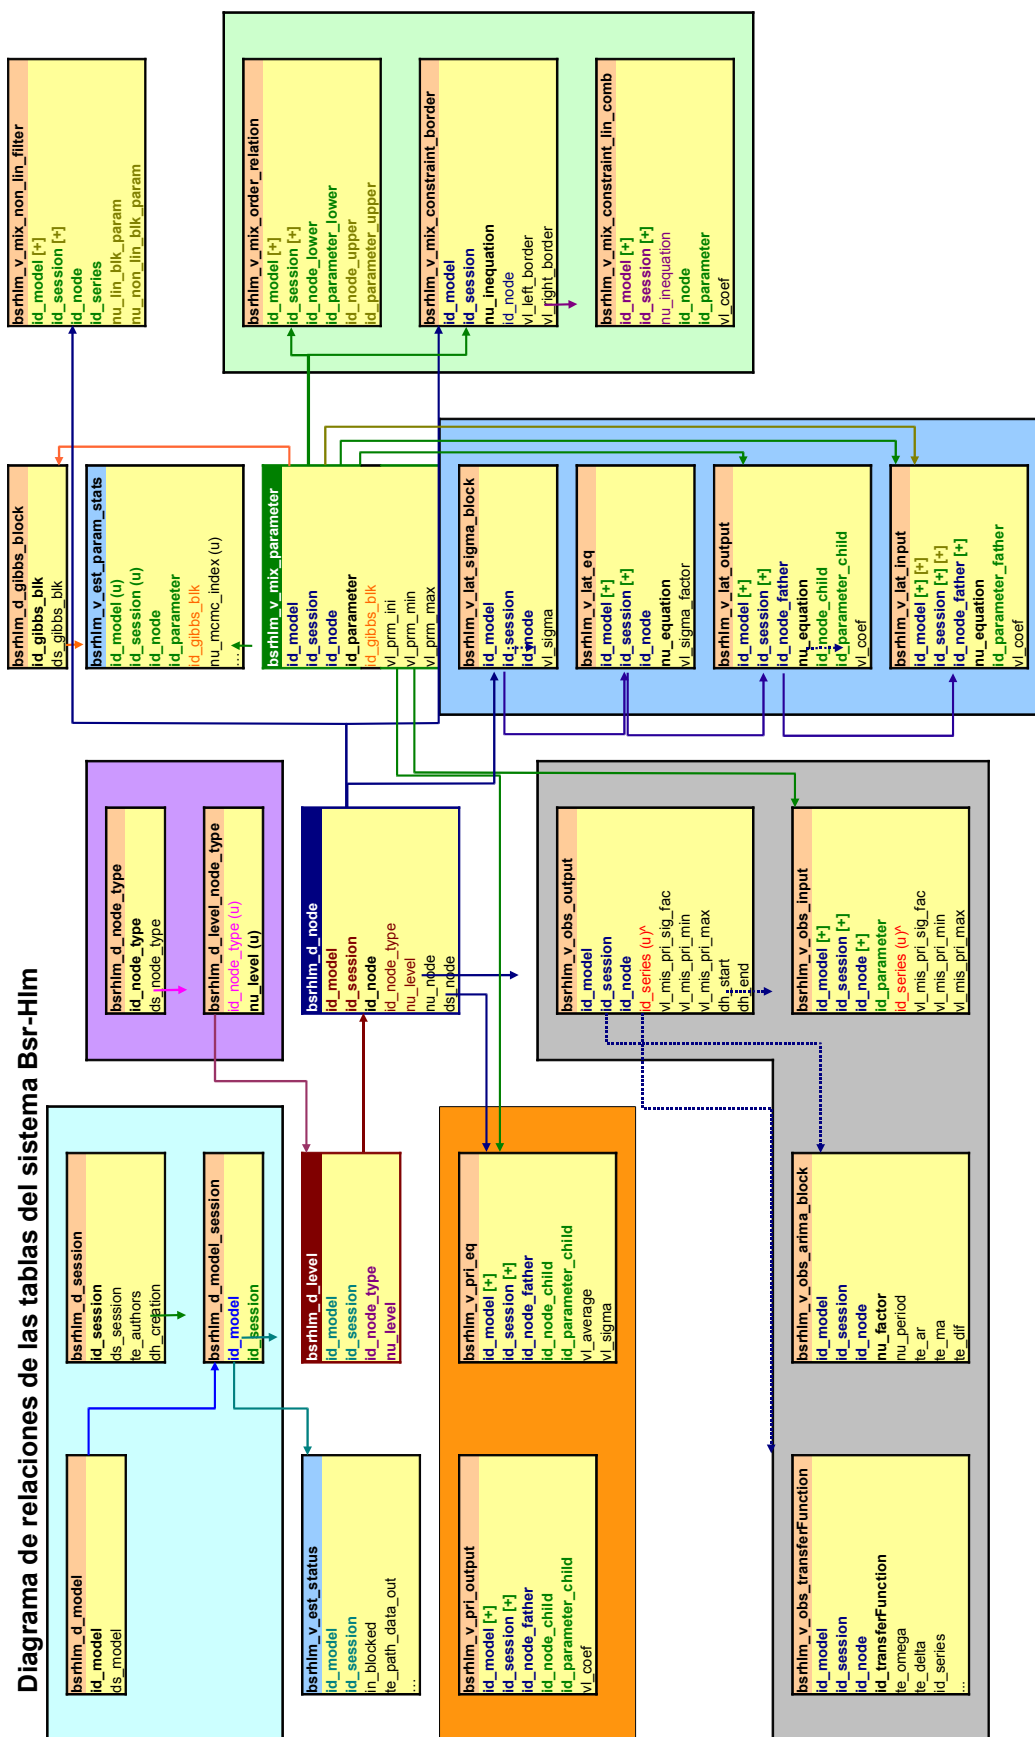 Diagrama de relaciones de las tablas del sistema Bsr-Hlm
bsrhlm_d_model
id_model
ds_model
bsrhlm_d_session
id_session
ds_session
te_authors
dh_creation
bsrhlm_d_model_session
id_model
id_session
bsrhlm_d_node_type
id_node_type
ds_node_type
bsrhlm_d_level_node_type
id_node_type (u)
nu_level (u)
bsrhlm_d_gibbs_block
id_gibbs_blk
ds_gibbs_blk
bsrhlm_v_est_param_stats
id_model (u)
id_session (u)
id_node
id_parameter
id_gibbs_blk
nu_mcmc_index (u)
...
bsrhlm_v_mix_non_lin_filter
id_model [+]
id_session [+]
id_node
id_series
nu_lin_blk_param
nu_non_lin_blk_param
bsrhlm_v_est_status
id_model
id_session
in_blocked
te_path_data_out
...
bsrhlm_d_level
id_model
id_session
id_node_type
nu_level
bsrhlm_d_node
id_model
id_session
id_node
id_node_type
nu_level
nu_node
ds_node
bsrhlm_v_mix_parameter
id_model
id_session
id_node
id_parameter
id_gibbs_blk
vl_prm_ini
vl_prm_min
vl_prm_max
bsrhlm_v_mix_order_relation
id_model [+]
id_session [+]
id_node_lower
id_parameter_lower
id_node_upper
id_parameter_upper
bsrhlm_v_mix_constraint_border
id_model
id_session
nu_inequation
id_node
vl_left_border
vl_right_border
bsrhlm_v_mix_constraint_lin_comb
id_model [+]
id_session [+]
nu_inequation
id_node
id_parameter
vl_coef
bsrhlm_v_pri_output
id_model [+]
id_session [+]
id_node_father
id_node_child
id_parameter_child
vl_coef
bsrhlm_v_pri_eq
id_model [+]
id_session [+]
id_node_father
id_node_child
id_parameter_child
vl_average
vl_sigma
bsrhlm_v_lat_sigma_block
id_model
id_session
id_node
vl_sigma
bsrhlm_v_lat_eq
id_model [+]
id_session [+]
id_node
nu_equation
vl_sigma_factor
bsrhlm_v_lat_output
id_model [+]
id_session [+]
id_node_father
nu_equation
id_node_child
id_parameter_child
vl_coef
bsrhlm_v_lat_input
id_model [+] [+]
id_session [+] [+]
id_node_father [+]
nu_equation
id_parameter_father
vl_coef
bsrhlm_v_obs_output
id_model
id_session
id_node
id_series (u)^
vl_mis_pri_sig_fac
vl_mis_pri_min
vl_mis_pri_max
dh_start
dh_end
bsrhlm_v_obs_transferFunction
id_model
id_session
id_node
id_transferFunction
te_omega
te_delta
id_series
...
bsrhlm_v_obs_arima_block
id_model
id_session
id_node
nu_factor
nu_period
te_ar
te_ma
te_dif
bsrhlm_v_obs_input
id_model [+]
id_session [+]
id_node [+]
id_parameter
id_series (u)^
vl_mis_pri_sig_fac
vl_mis_pri_min
vl_mis_pri_max